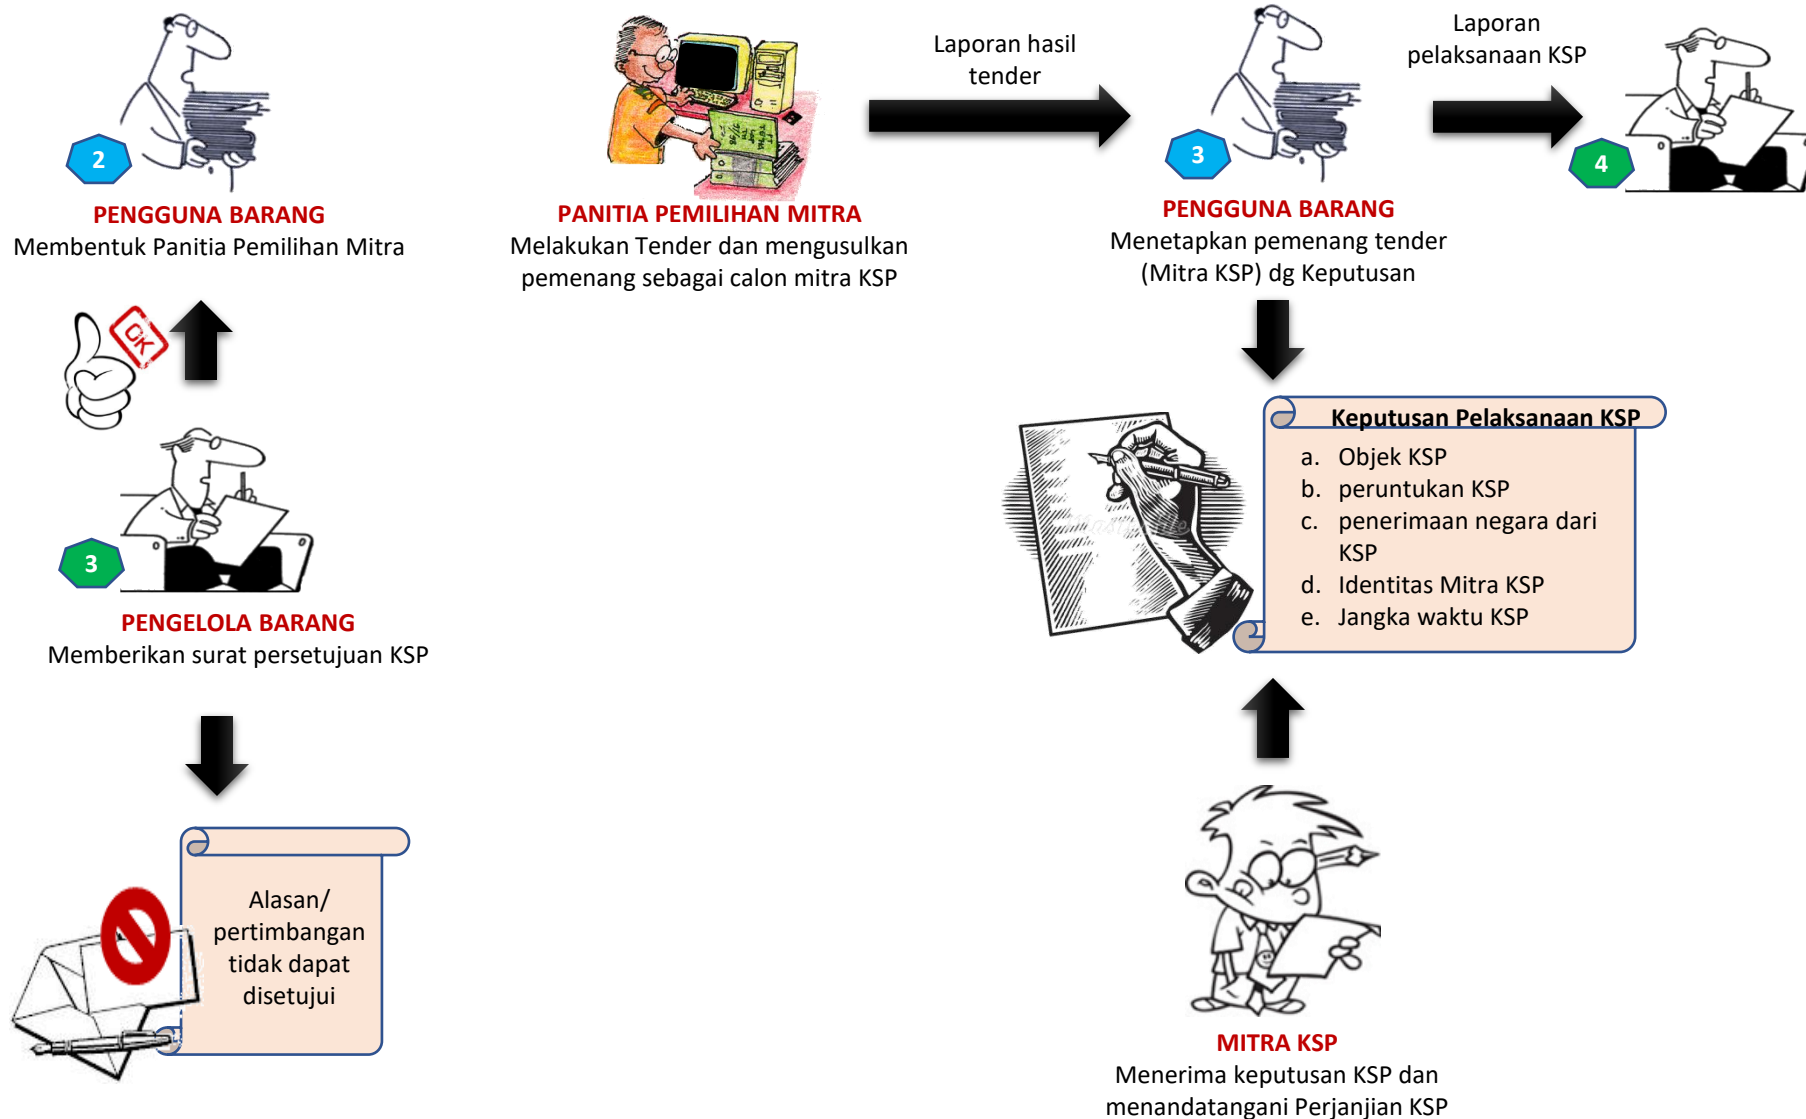 2
PENGGUNA BARANG
Membentuk Panitia Pemilihan Mitra
PANITIA PEMILIHAN MITRA
Melakukan Tender dan mengusulkan
pemenang sebagai calon mitra KSP
Laporan hasil
tender
3
PENGGUNA BARANG
Menetapkan pemenang tender
(Mitra KSP) dg Keputusan
Laporan
pelaksanaan KSP
4
OK
3
PENGELOLA BARANG
Memberikan surat persetujuan KSP
Alasan/
pertimbangan
tidak dapat
disetujui
Keputusan Pelaksanaan KSP
a. Objek KSP
b. peruntukan KSP
c. penerimaan negara dari
KSP
d. Identitas Mitra KSP
e. Jangka waktu KSP
MITRA KSP
Menerima keputusan KSP dan
menandatangani Perjanjian KSP